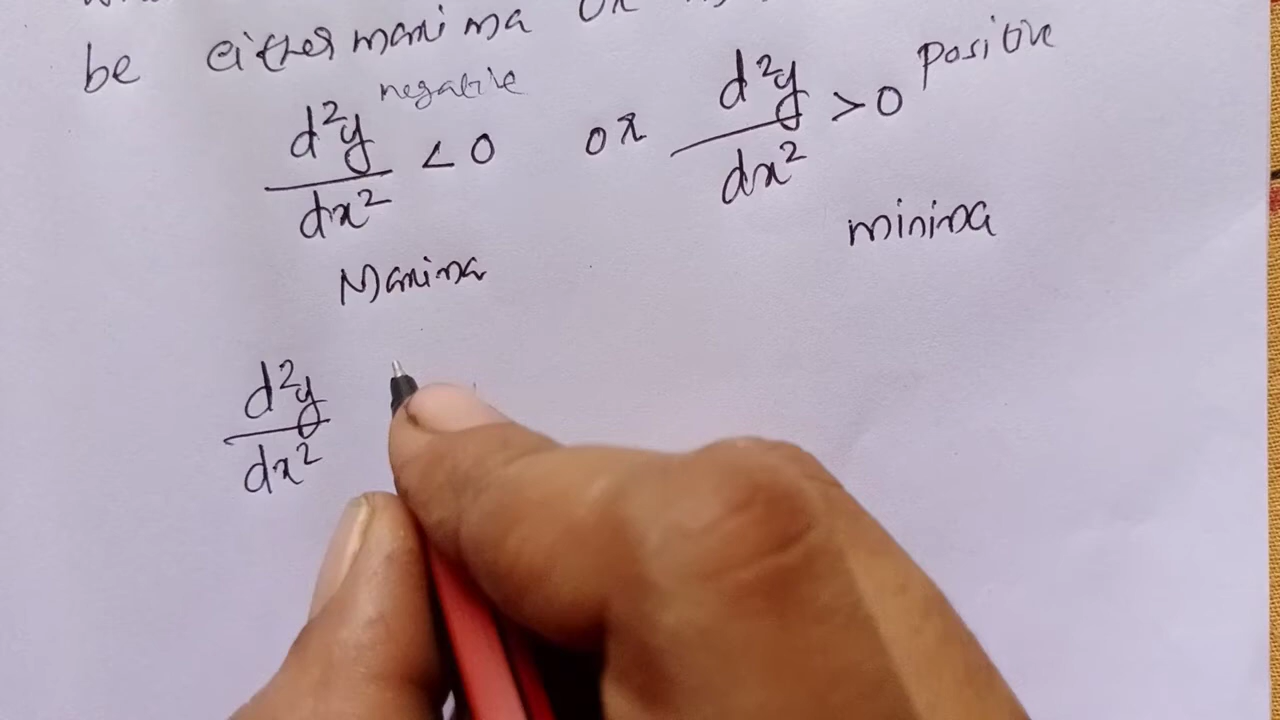 be either maxima or
negative positive
d²y/dx² < 0 or d²y/dx² > 0
Maxima minima
d²y/dx²